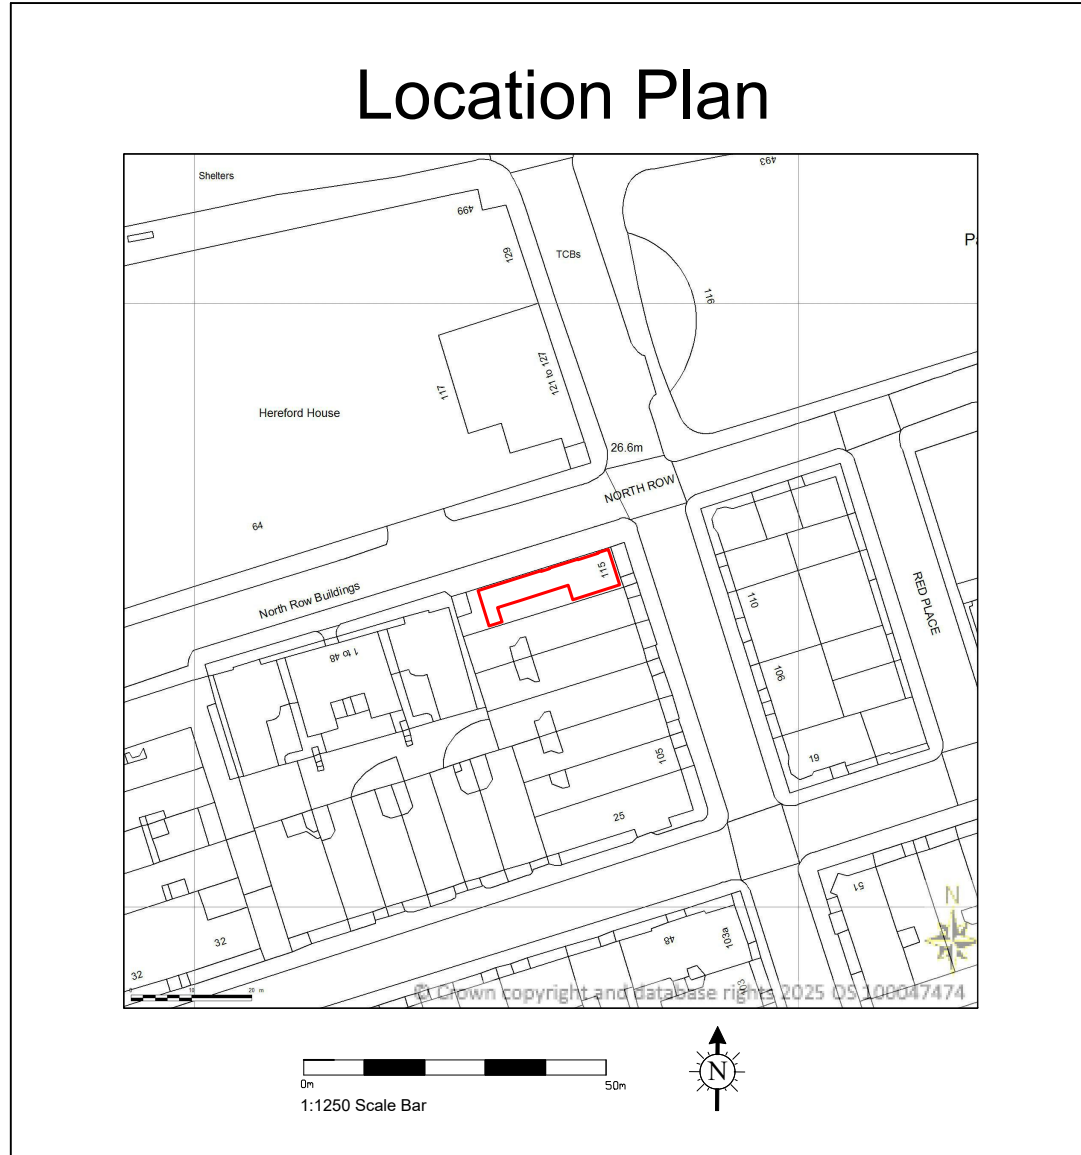 Location Plan
Shelters
493
499
129
TCBs
P
116
121 to 127
117
Hereford House
26.6m
NORTH ROW
64
115
North Row Buildings
110
RED PLACE
1 to 48
106
105
19
25
51
N
32
48
103a
32
103
0 10 20 m
© Crown copyright and database rights 2025 OS 100047474
N
0m 50m
1:1250 Scale Bar